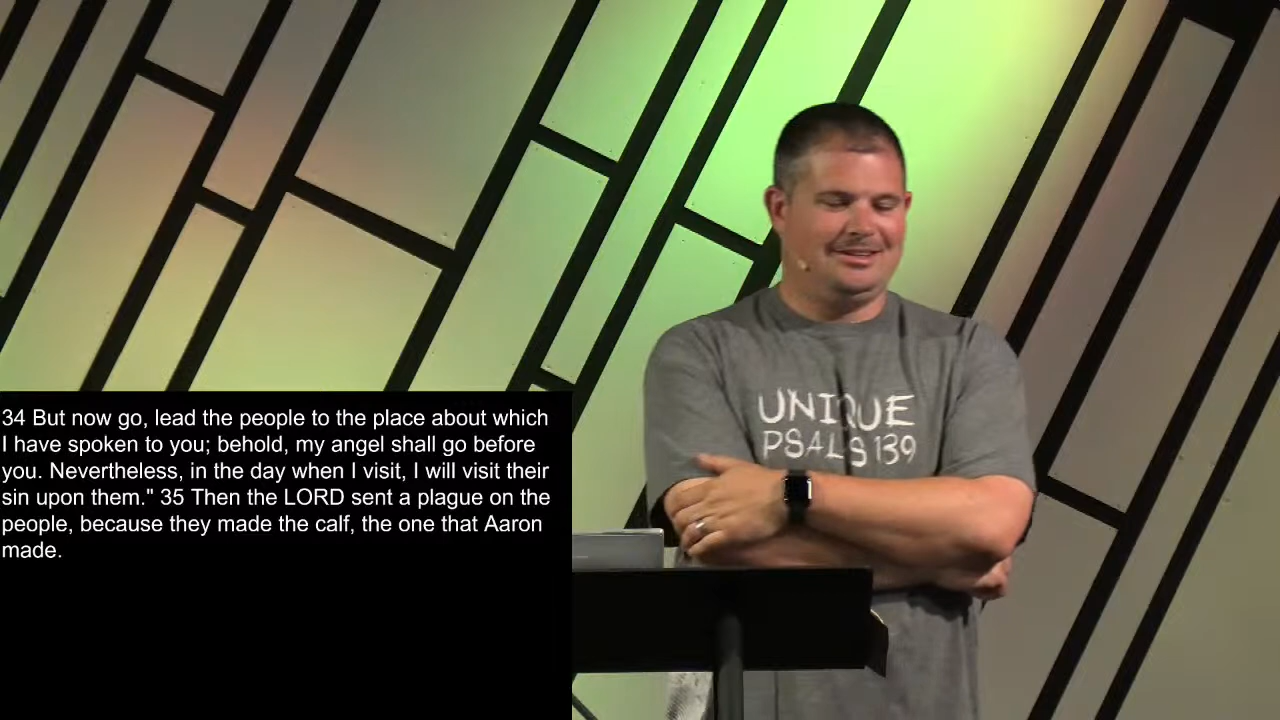 34 But now go, lead the people to the place about which
I have spoken to you; behold, my angel shall go before
you. Nevertheless, in the day when I visit, I will visit their
sin upon them." 35 Then the LORD sent a plague on the
people, because they made the calf, the one that Aaron
made.
UNIQUE
PSALS 139